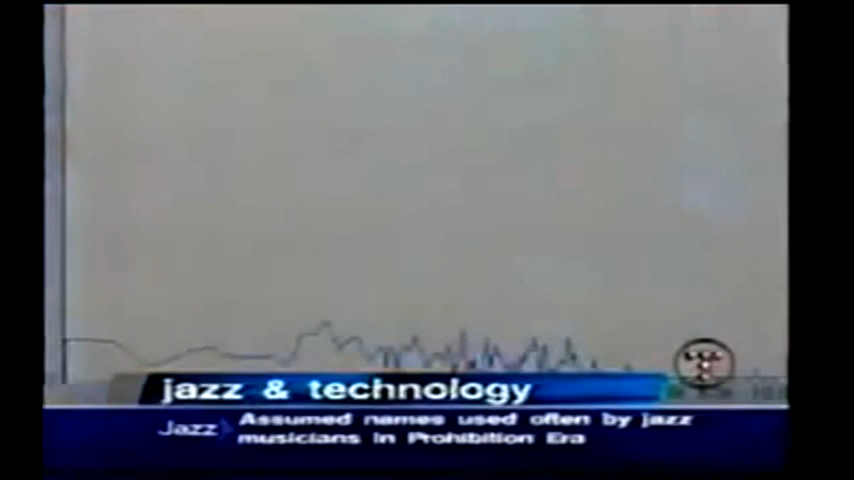 jazz & technology
Jazz
Assumed names used often by jazz
musicians in Prohibition Era